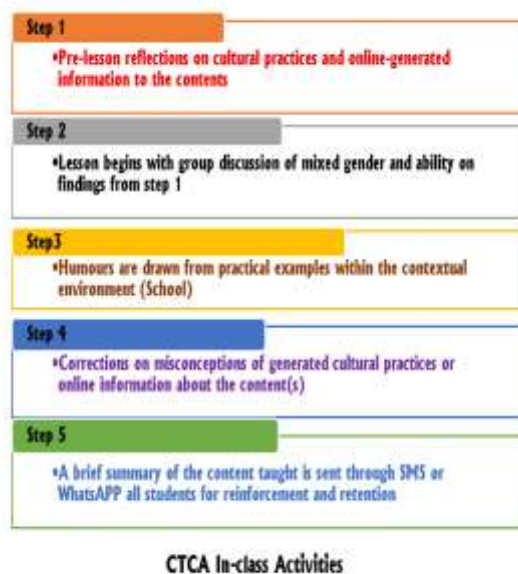 Step 1
•Pre-lesson reflections on cultural practices and online-generated
information to the contents
Step 2
•Lesson begins with group discussion of mixed gender and ability on
findings from step 1
Step3
•Humours are drawn from practical examples within the contextual
environment (School)
Step 4
•Corrections on misconceptions of generated cultural practices or
online information about the content(s)
Step 5
•A brief summary of the content taught is sent through SMS or
WhatsAPP all students for reinforcement and retention
CTCA In-class Activities